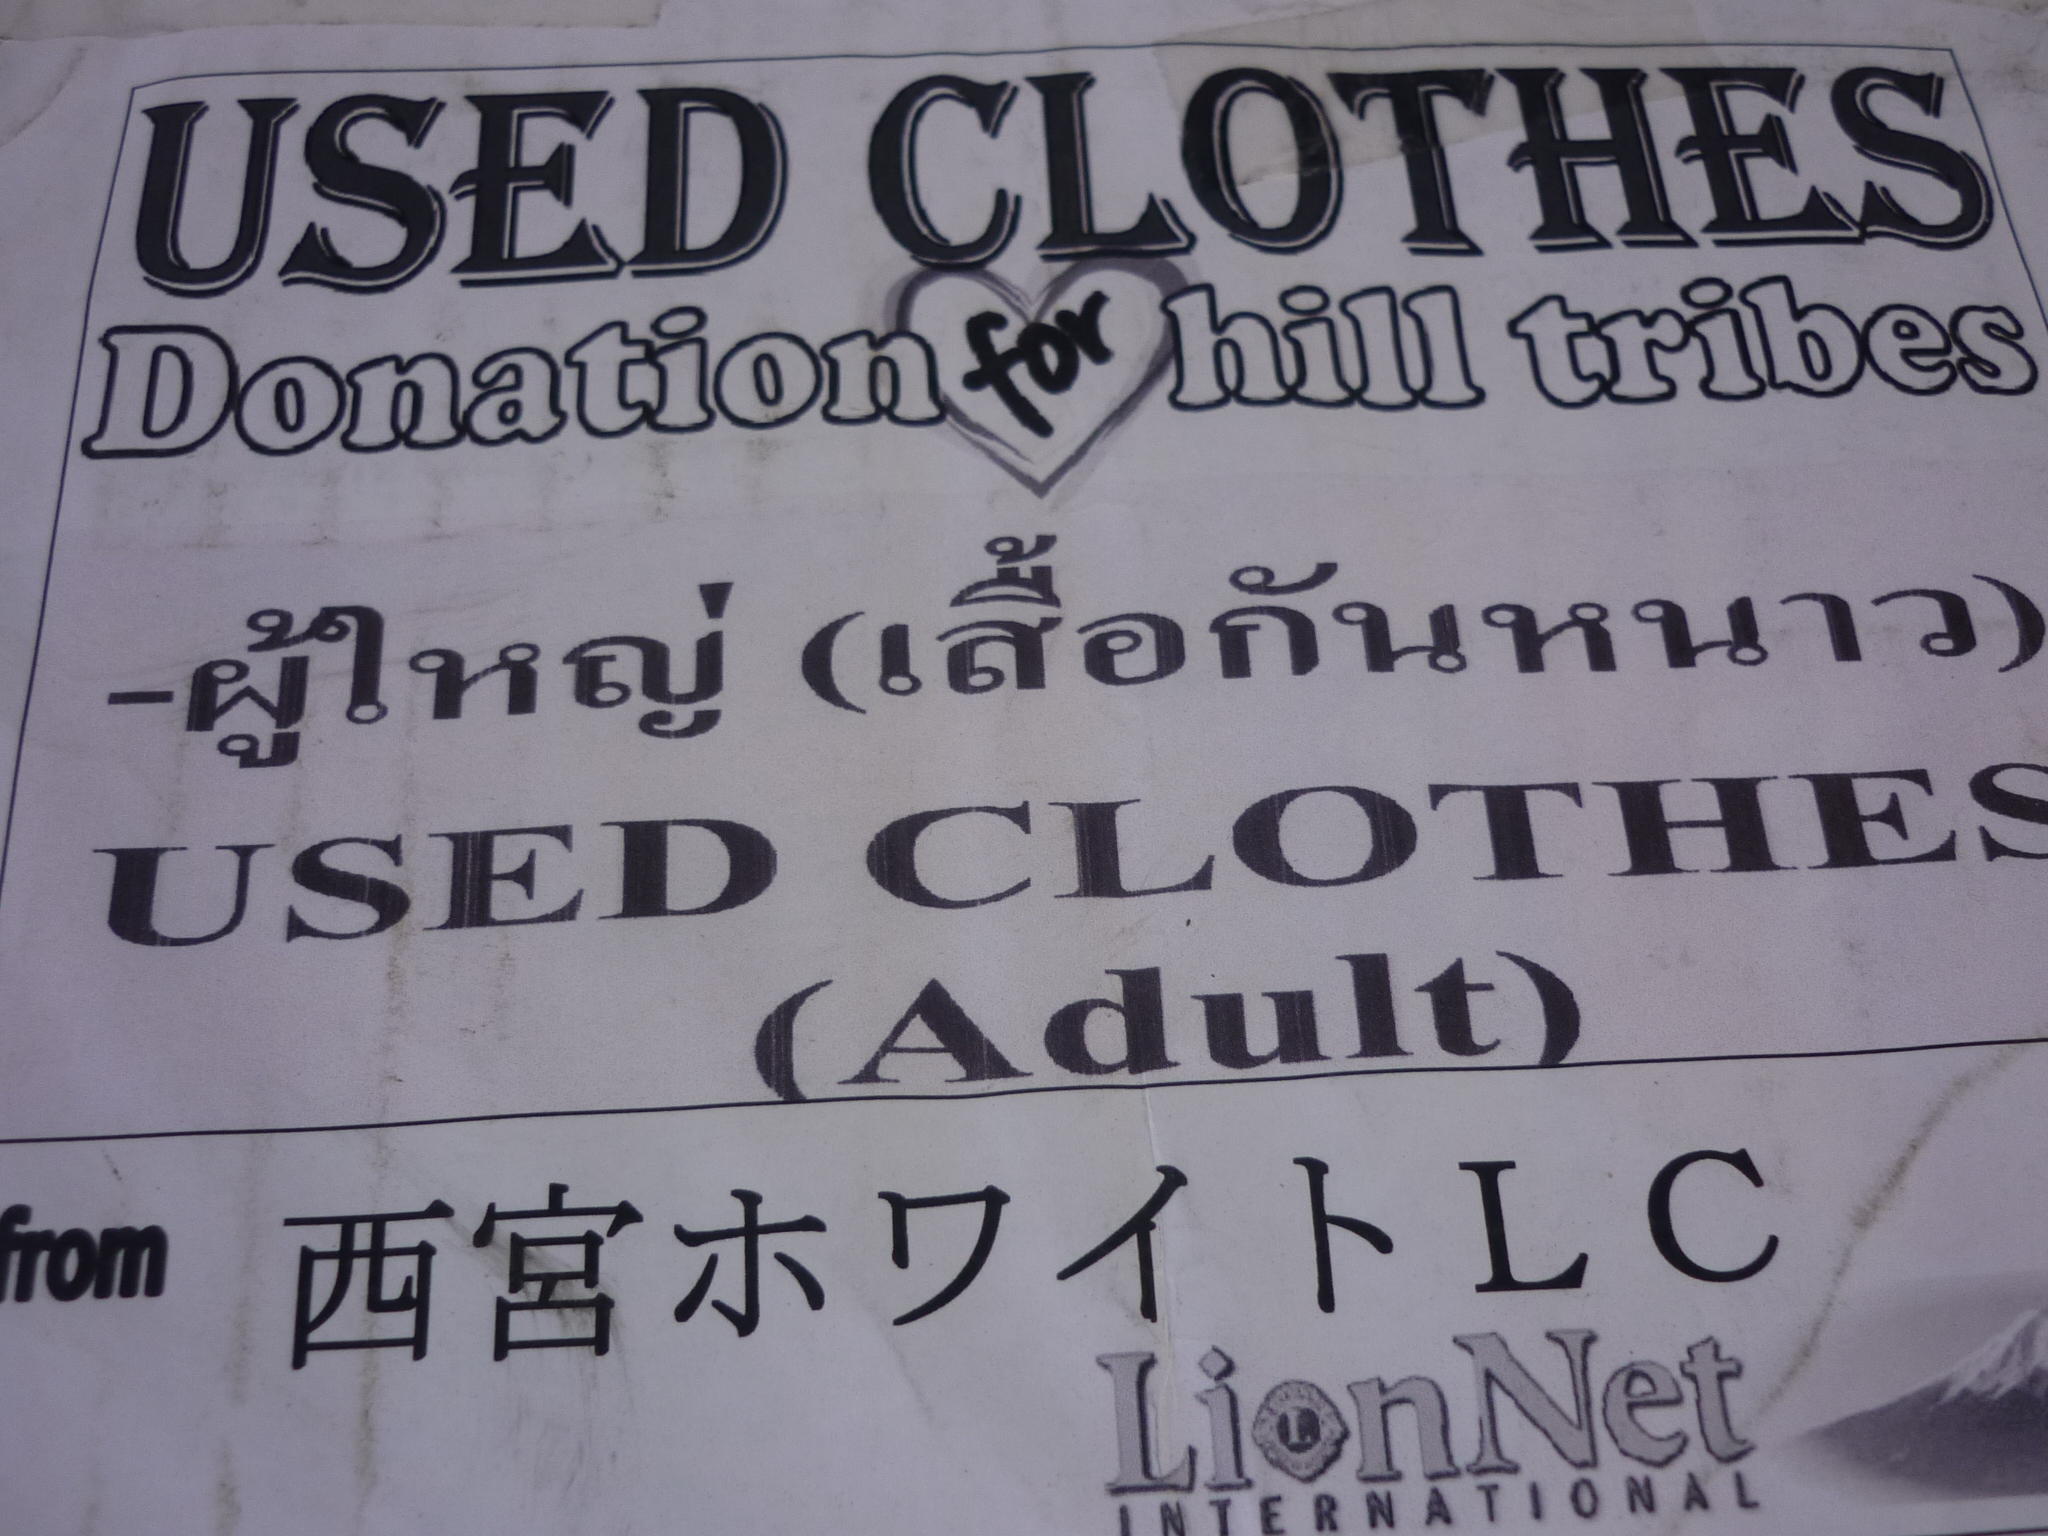 USED CLOTHES
Donation for hill tribes
-ผู้ใหญ่ (เสื้อกันหนาว)
USED CLOTHES
(Adult)
from 西宮ホワイトLC
LionNet
INTERNATIONAL